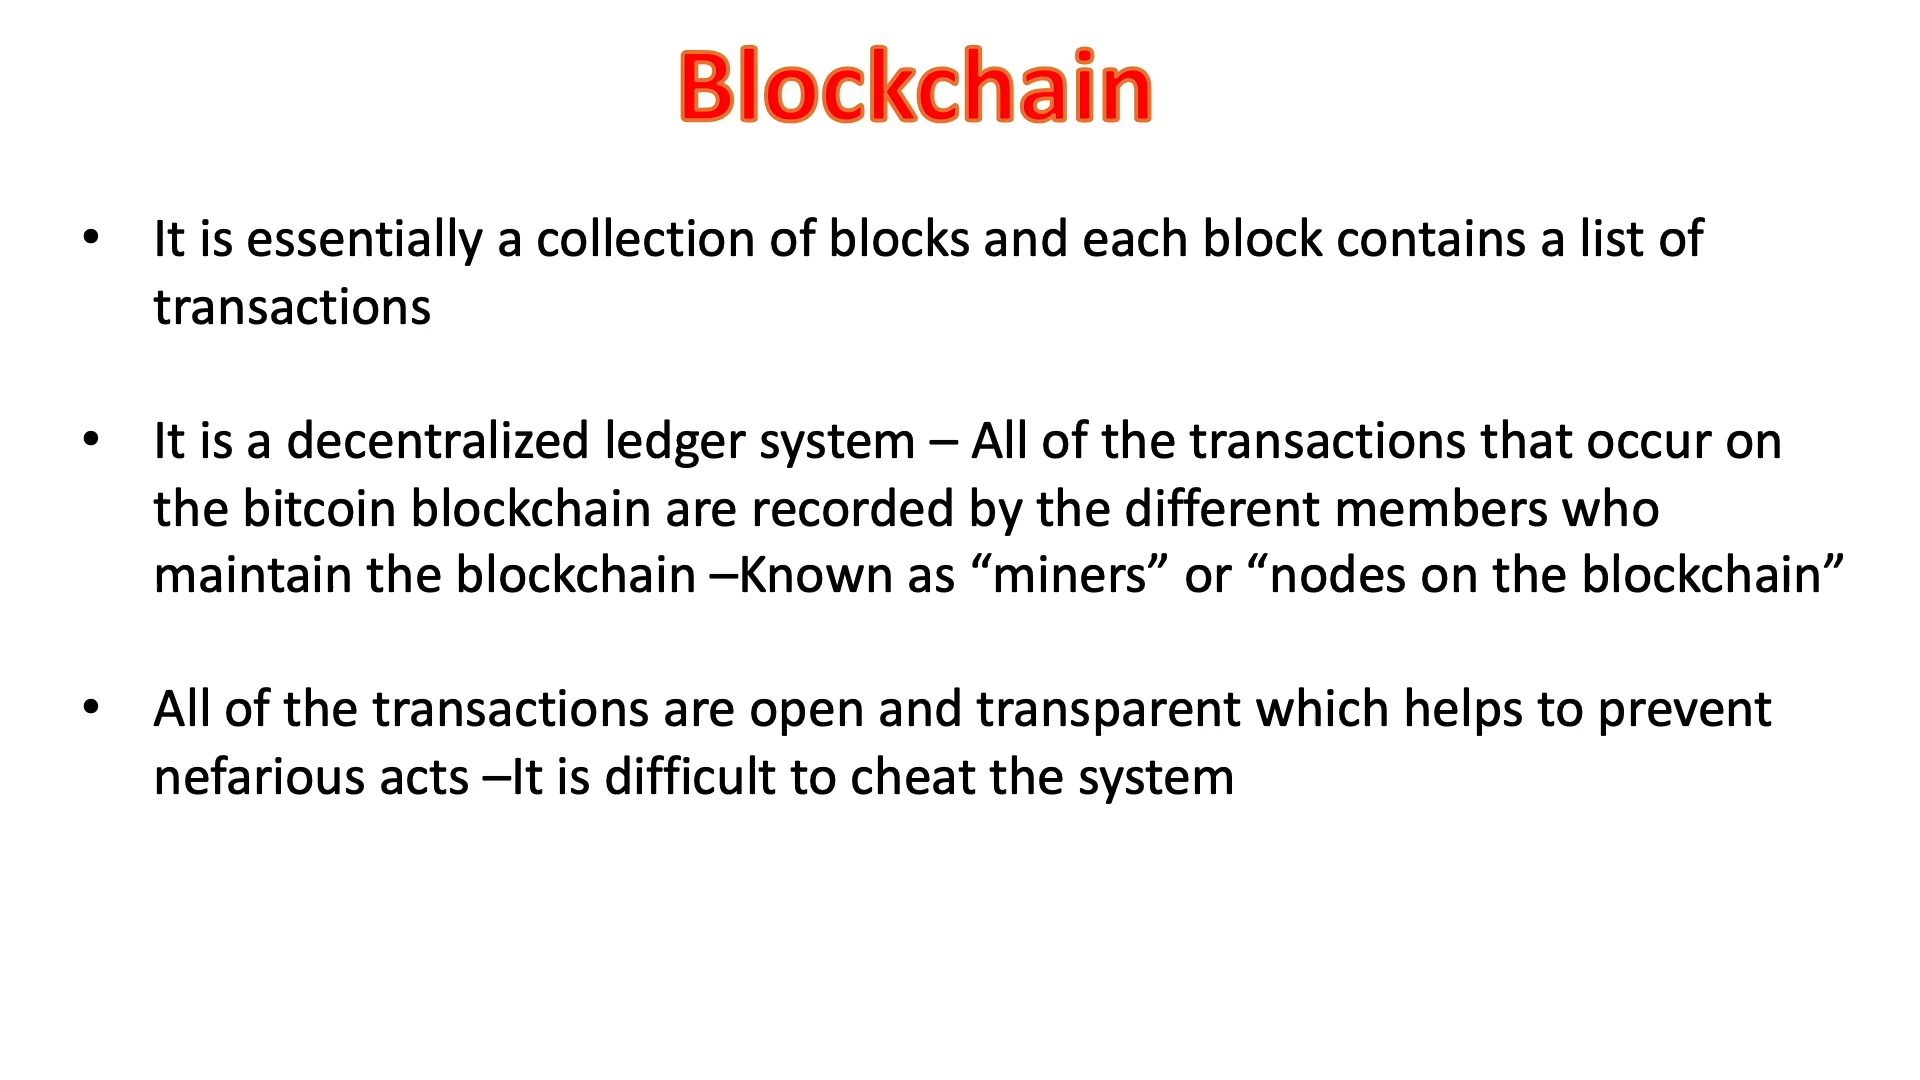 Blockchain
• It is essentially a collection of blocks and each block contains a list of
transactions
• It is a decentralized ledger system – All of the transactions that occur on
the bitcoin blockchain are recorded by the different members who
maintain the blockchain –Known as “miners” or “nodes on the blockchain”
• All of the transactions are open and transparent which helps to prevent
nefarious acts –It is difficult to cheat the system